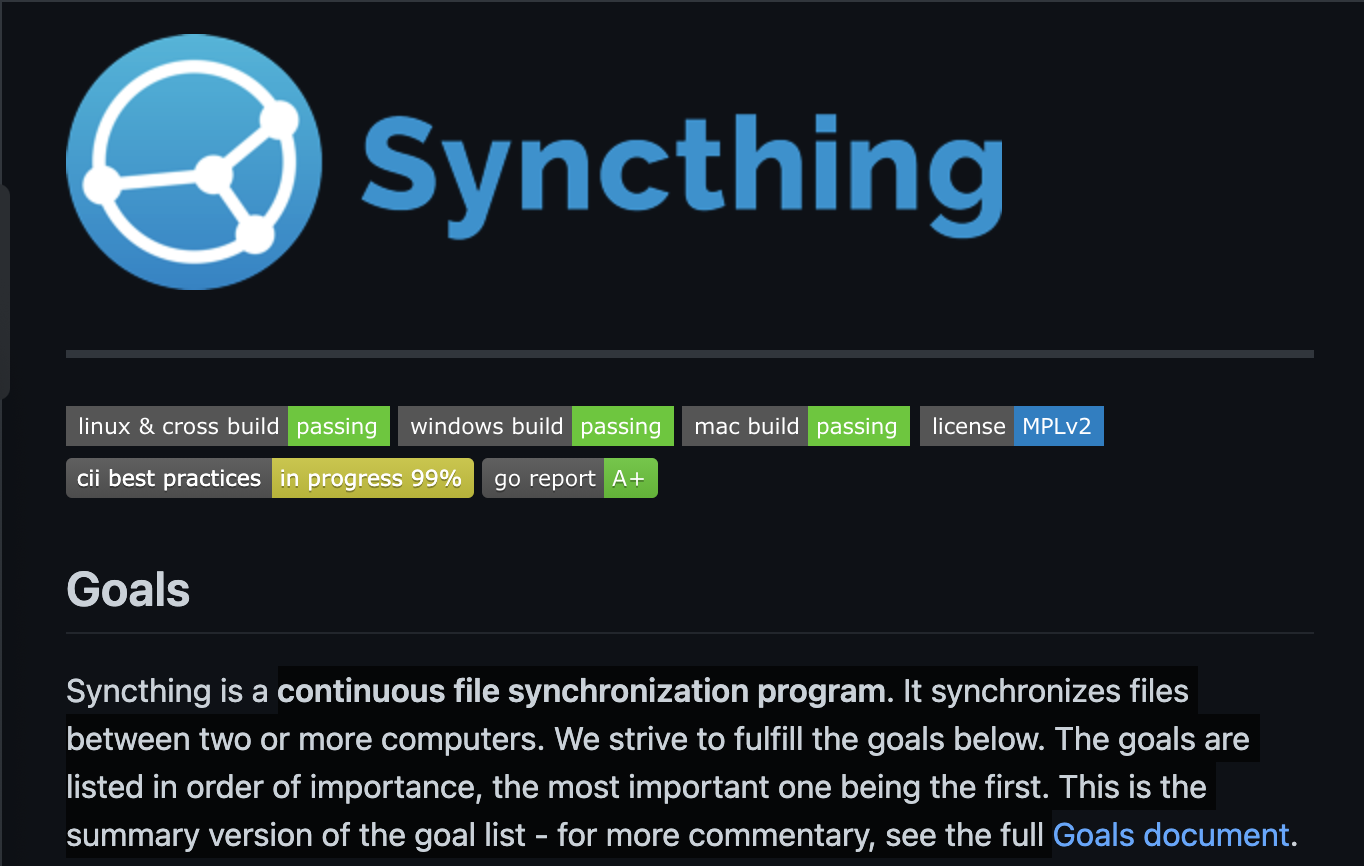 Syncthing
linux & cross build passing windows build passing mac build passing license MPLv2
cii best practices in progress 99% go report A+
Goals
Syncthing is a continuous file synchronization program. It synchronizes files
between two or more computers. We strive to fulfill the goals below. The goals are
listed in order of importance, the most important one being the first. This is the
summary version of the goal list - for more commentary, see the full Goals document.